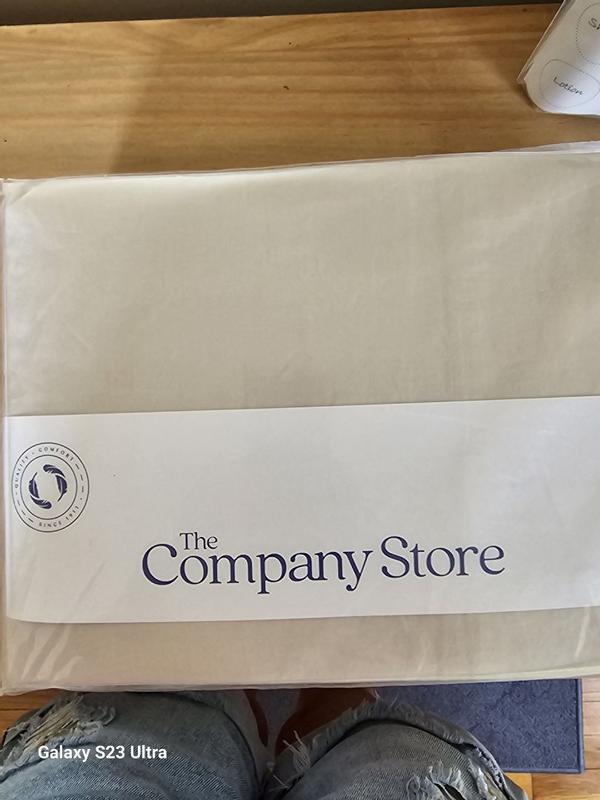 Lotion
QUALITY · COMFORT
SINCE 1911
The
Company Store
Galaxy S23 Ultra